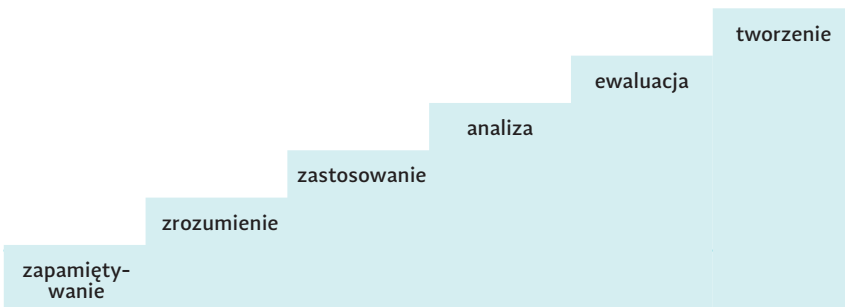 tworzenie
ewaluacja
analiza
zastosowanie
zrozumienie
zapamięty-
wanie